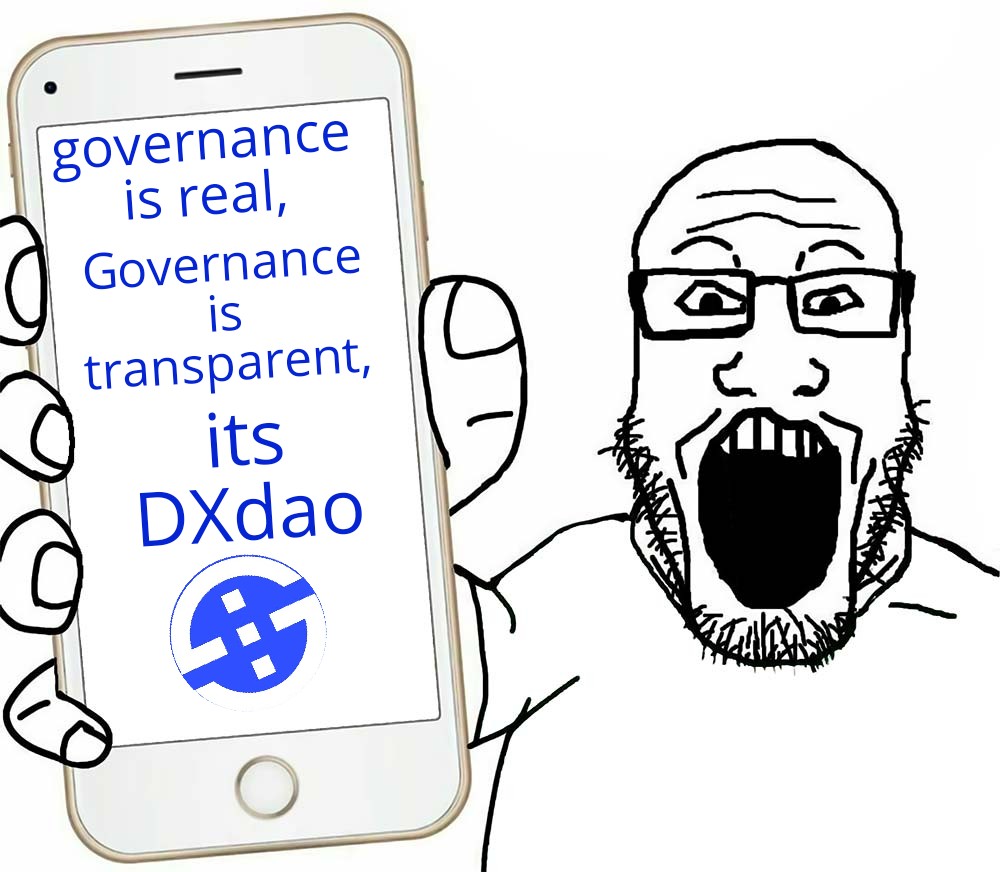 governance
is real,
Governance
is
transparent,
its
DXdao